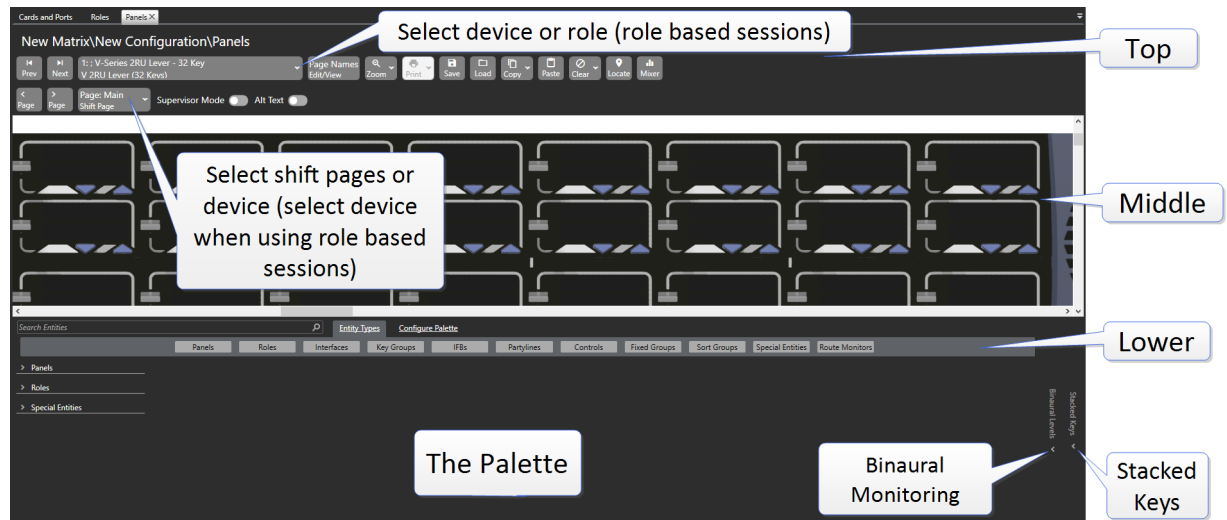 Cards and Ports Roles Panels X
New Matrix\New Configuration\Panels
Select device or role (role based sessions)
Top
Prev Next 1: ; V-Series 2RU Lever - 32 Key
V 2RU Lever (32 Keys)
Page Names
Edit/View
Zoom Print Save Load Copy Paste Clear Locate Mixer
< Page > Page
Page: Main
Shift Page
Supervisor Mode Alt Text
Select shift pages or
device (select device
when using role based
sessions)
Middle
Search Entities Entity Types Configure Palette
Panels Roles Interfaces Key Groups IFBs Partylines Controls Fixed Groups Sort Groups Special Entities Route Monitors
Lower
> Panels
> Roles
> Special Entities
Binaural Levels
Stacked Keys
The Palette
Binaural
Monitoring
Stacked
Keys